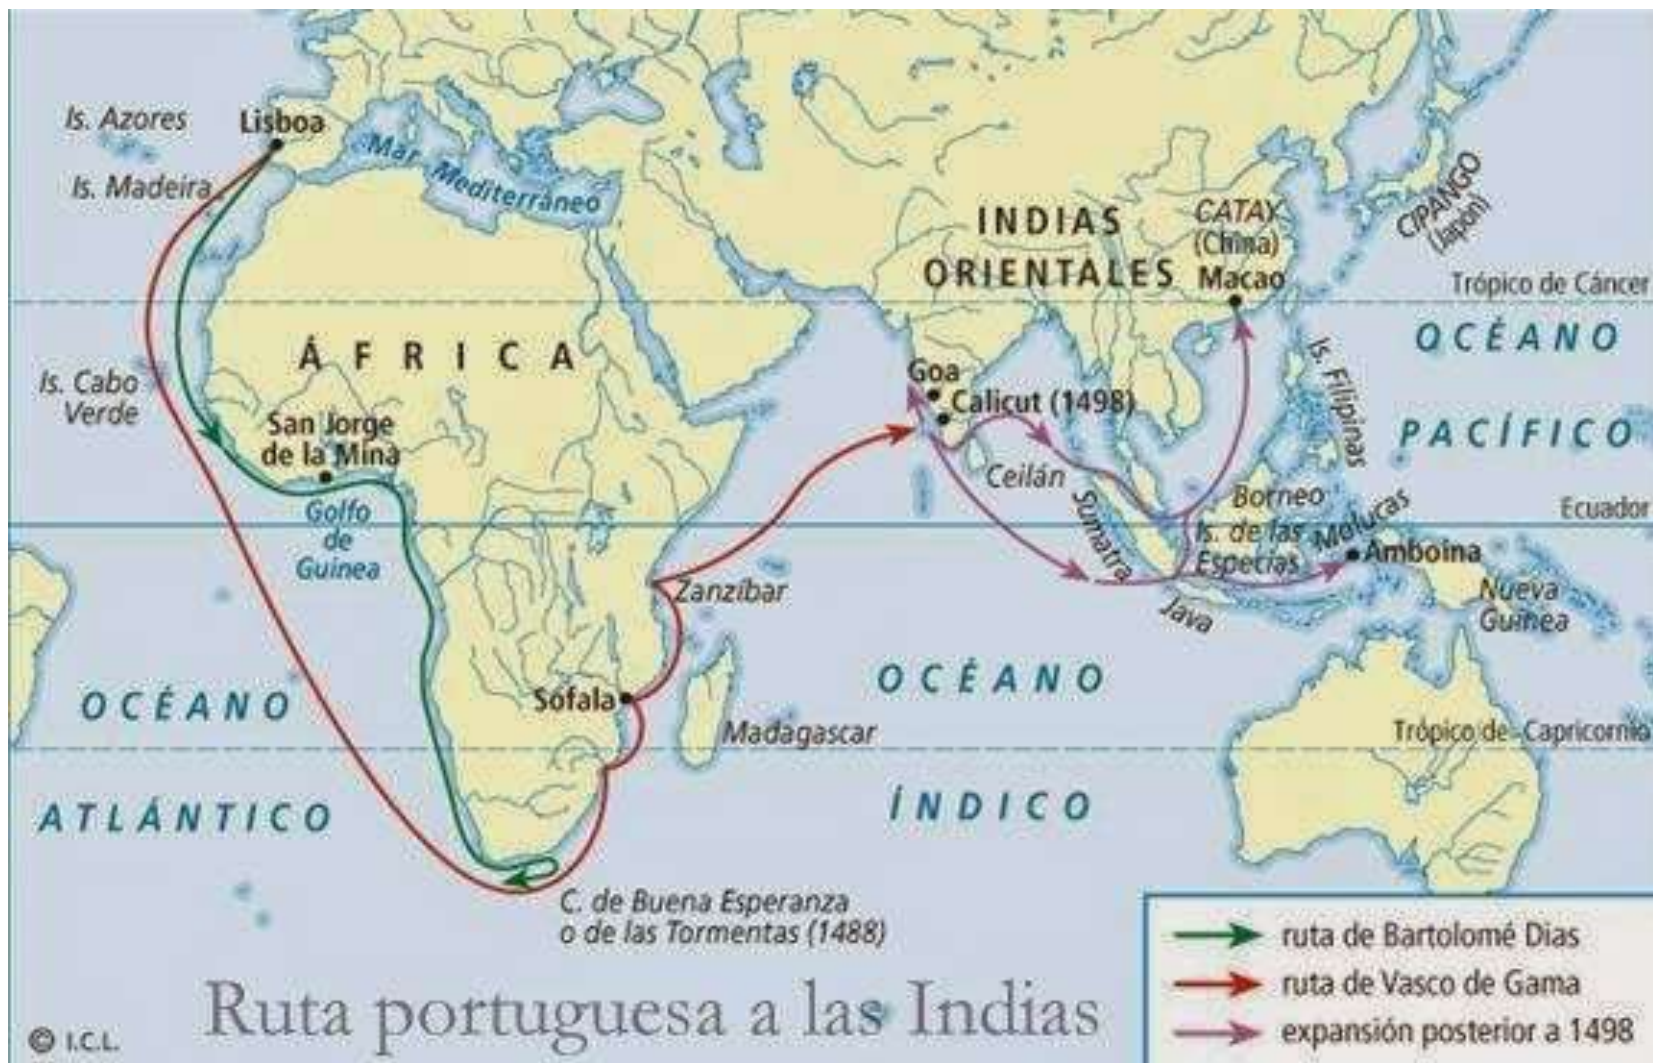 Is. Azores
Lisboa
Is. Madeira
Mar Mediterráneo
INDIAS
ORIENTALES
CATAY
(China)
Macao
CIPANGO
(Japón)
Trópico de Cáncer
OCÉANO
PACÍFICO
ÁFRICA
Is. Cabo
Verde
San Jorge
de la Mina
Golfo
de
Guinea
Goa
Calicut (1498)
Ceilán
Is. Filipinas
Sumatra
Borneo
Is. de las
Especias
Molucas
Ecuador
Amboina
Zanzíbar
Java
Nueva
Guinea
OCÉANO
ATLÁNTICO
Sófala
Madagascar
OCÉANO
ÍNDICO
Trópico de Capricornio
C. de Buena Esperanza
o de las Tormentas (1488)
ruta de Bartolomé Dias
ruta de Vasco de Gama
expansión posterior a 1498
Ruta portuguesa a las Indias
© I.C.L.